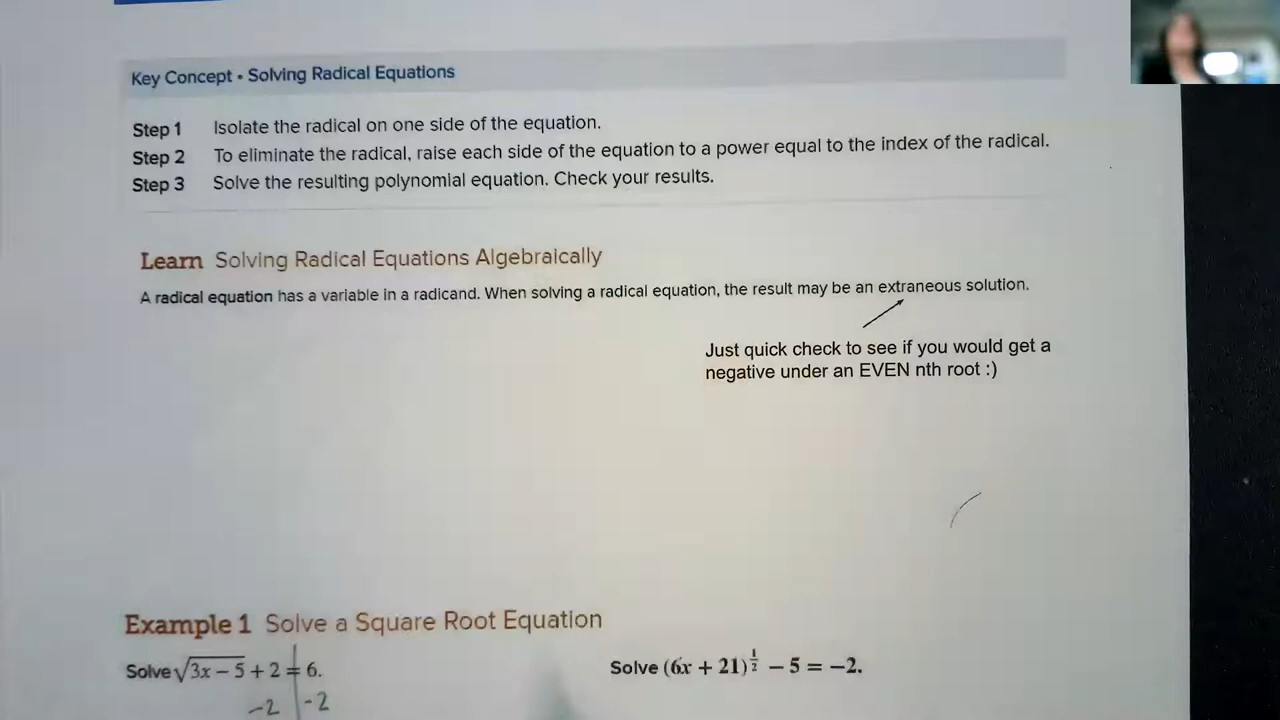 Key Concept • Solving Radical Equations
Step 1 Isolate the radical on one side of the equation.
Step 2 To eliminate the radical, raise each side of the equation to a power equal to the index of the radical.
Step 3 Solve the resulting polynomial equation. Check your results.
Learn Solving Radical Equations Algebraically
A radical equation has a variable in a radicand. When solving a radical equation, the result may be an extraneous solution.
Just quick check to see if you would get a
negative under an EVEN nth root :)
Example 1 Solve a Square Root Equation
Solve √(3x − 5) + 2 = 6.
Solve (6x + 21)^(1/2) − 5 = −2.
−2 | −2